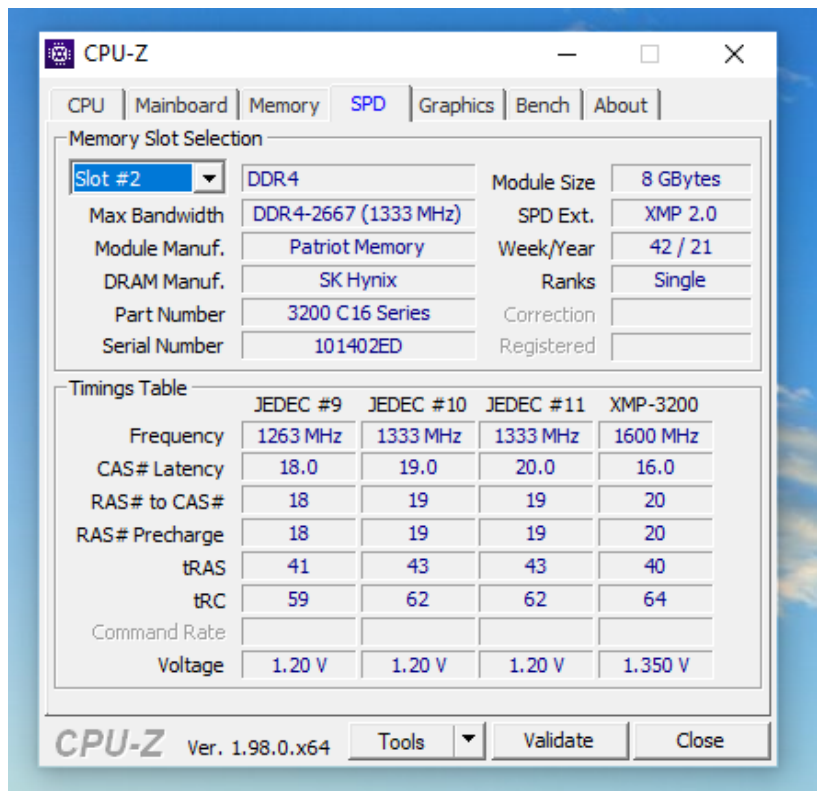 CPU-Z
CPU Mainboard Memory SPD Graphics Bench About
Memory Slot Selection
Slot #2 DDR4 Module Size 8 GBytes
Max Bandwidth DDR4-2667 (1333 MHz) SPD Ext. XMP 2.0
Module Manuf. Patriot Memory Week/Year 42 / 21
DRAM Manuf. SK Hynix Ranks Single
Part Number 3200 C16 Series Correction
Serial Number 101402ED Registered
Timings Table
JEDEC #9 JEDEC #10 JEDEC #11 XMP-3200
Frequency 1263 MHz 1333 MHz 1333 MHz 1600 MHz
CAS# Latency 18.0 19.0 20.0 16.0
RAS# to CAS# 18 19 19 20
RAS# Precharge 18 19 19 20
tRAS 41 43 43 40
tRC 59 62 62 64
Command Rate
Voltage 1.20 V 1.20 V 1.20 V 1.350 V
CPU-Z Ver. 1.98.0.x64 Tools Validate Close